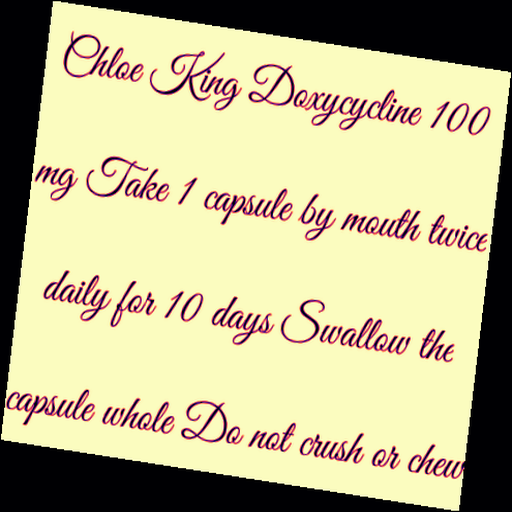 Chloe King Doxycycline 100
mg Take 1 capsule by mouth twice
daily for 10 days Swallow the
capsule whole Do not crush or chew